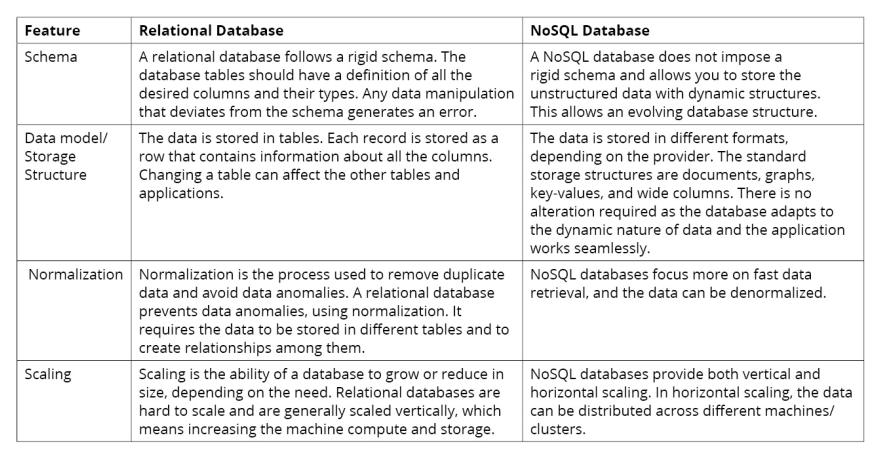 Feature
Relational Database
NoSQL Database
Schema
A relational database follows a rigid schema. The
database tables should have a definition of all the
desired columns and their types. Any data manipulation
that deviates from the schema generates an error.
A NoSQL database does not impose a
rigid schema and allows you to store the
unstructured data with dynamic structures.
This allows an evolving database structure.
Data model/
Storage
Structure
The data is stored in tables. Each record is stored as a
row that contains information about all the columns.
Changing a table can affect the other tables and
applications.
The data is stored in different formats,
depending on the provider. The standard
storage structures are documents, graphs,
key-values, and wide columns. There is no
alteration required as the database adapts to
the dynamic nature of data and the application
works seamlessly.
Normalization
Normalization is the process used to remove duplicate
data and avoid data anomalies. A relational database
prevents data anomalies, using normalization. It
requires the data to be stored in different tables and to
create relationships among them.
NoSQL databases focus more on fast data
retrieval, and the data can be denormalized.
Scaling
Scaling is the ability of a database to grow or reduce in
size, depending on the need. Relational databases are
hard to scale and are generally scaled vertically, which
means increasing the machine compute and storage.
NoSQL databases provide both vertical and
horizontal scaling. In horizontal scaling, the data
can be distributed across different machines/
clusters.